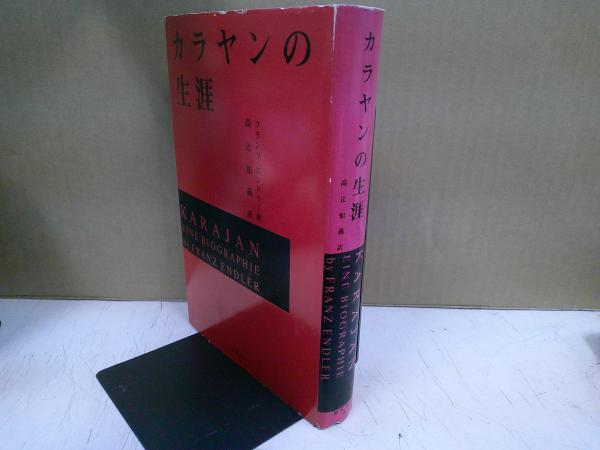 カラヤンの
生涯
フランツ・エンドラー著
高辻知義訳
KARAJAN
EINE BIOGRAPHIE
by FRANZ ENDLER
カラヤンの生涯
高辻知義訳
KARAJAN
EINE BIOGRAPHIE
by FRANZ ENDLER